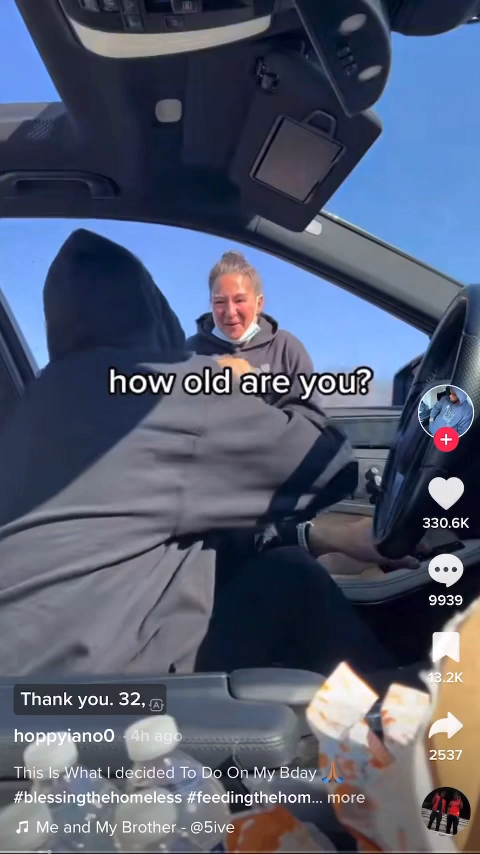 how old are you?
330.6K
9939
13.2K
2537
Thank you. 32,
hoppyiano0 · 4h ago
This Is What I decided To Do On My Bday 🙏
#blessingthehomeless #feedingthehom... more
Me and My Brother - @5ive